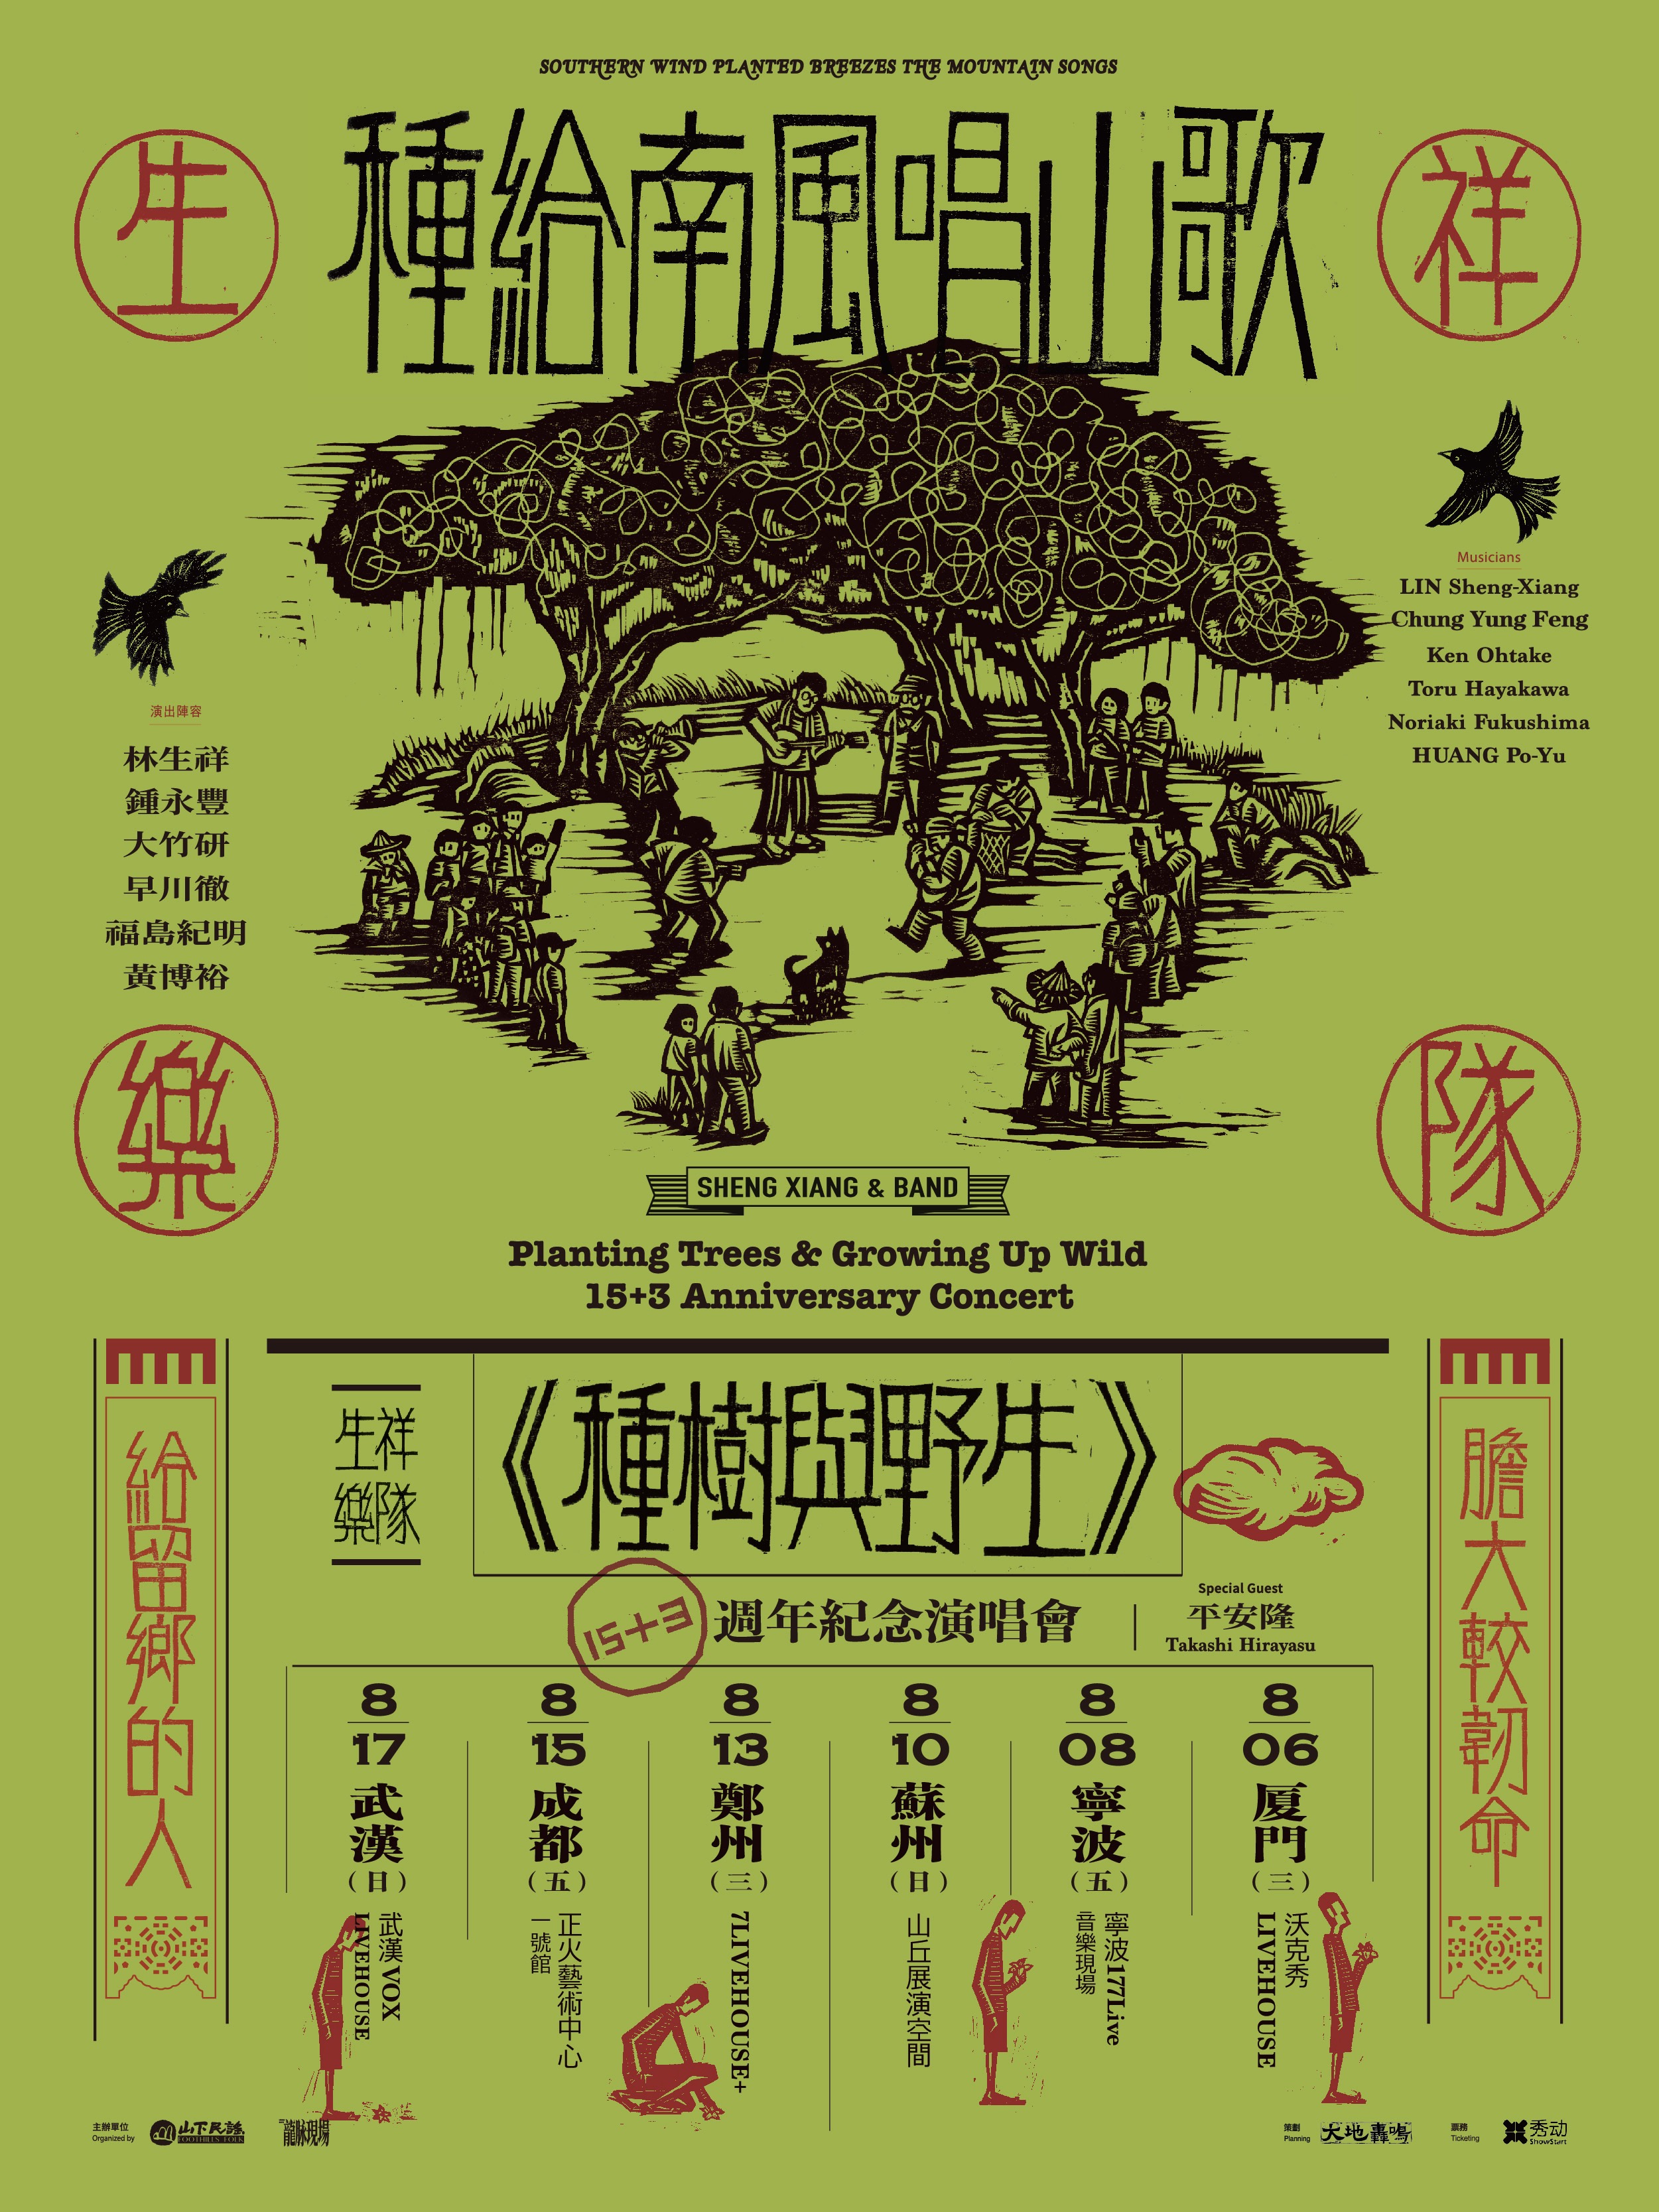 SOUTHERN WIND PLANTED BREEZES THE MOUNTAIN SONGS
種給南風唱山歌
生
祥
樂
隊
Musicians
LIN Sheng-Xiang
Chung Yung Feng
Ken Ohtake
Toru Hayakawa
Noriaki Fukushima
HUANG Po-Yu
演出陣容
林生祥
鍾永豐
大竹研
早川徹
福島紀明
黃博裕
SHENG XIANG & BAND
Planting Trees & Growing Up Wild
15+3 Anniversary Concert
膽大較韌命
給留鄉的人
生祥
樂隊
《種樹與野生》
15+3
週年紀念演唱會
Special Guest
平安隆
Takashi Hirayasu
8
06
厦門
(三)
沃克秀
LIVEHOUSE
8
08
寧波
(五)
寧波177Live
音樂現場
8
10
蘇州
(日)
山丘展演空間
8
13
鄭州
(三)
7LIVEHOUSE+
8
15
成都
(五)
正火藝術中心
一號館
8
17
武漢
(日)
武漢VOX
LIVEHOUSE
主辦單位
Organized by
山下民謠
FOOTHILLS FOLK
龍脉現場
策劃
Planning
大地轟鳴
票務
Ticketing
秀动
ShowStart